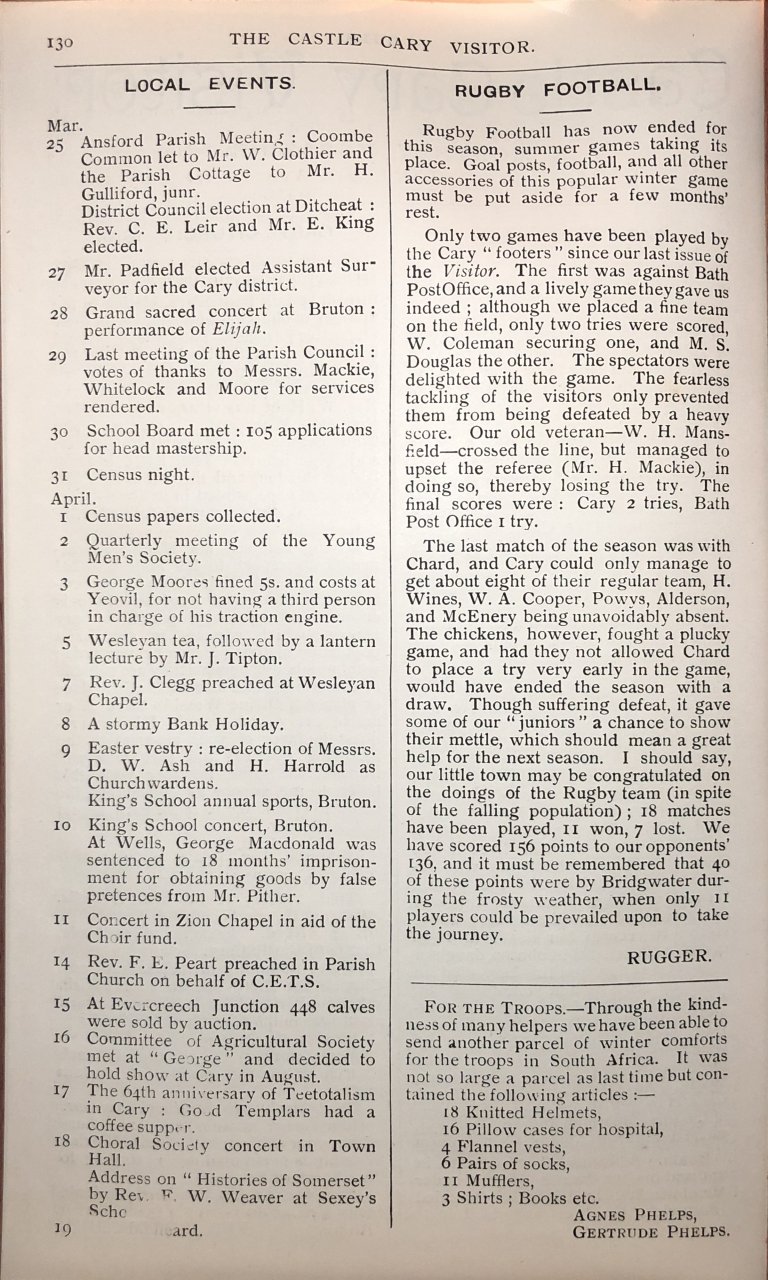 130
THE CASTLE CARY VISITOR.
LOCAL EVENTS.
Mar.
25 Ansford Parish Meeting : Coombe
Common let to Mr. W. Clothier and
the Parish Cottage to Mr. H.
Gulliford, junr.
District Council election at Ditcheat :
Rev. C. E. Leir and Mr. E. King
elected.
27 Mr. Padfield elected Assistant Sur-
veyor for the Cary district.
28 Grand sacred concert at Bruton :
performance of Elijah.
29 Last meeting of the Parish Council :
votes of thanks to Messrs. Mackie,
Whitelock and Moore for services
rendered.
30 School Board met : 105 applications
for head mastership.
31 Census night.
April.
1 Census papers collected.
2 Quarterly meeting of the Young
Men's Society.
3 George Moores fined 5s. and costs at
Yeovil, for not having a third person
in charge of his traction engine.
5 Wesleyan tea, followed by a lantern
lecture by Mr. J. Tipton.
7 Rev. J. Clegg preached at Wesleyan
Chapel.
8 A stormy Bank Holiday.
9 Easter vestry : re-election of Messrs.
D. W. Ash and H. Harrold as
Churchwardens.
King's School annual sports, Bruton.
10 King's School concert, Bruton.
At Wells, George Macdonald was
sentenced to 18 months' imprison-
ment for obtaining goods by false
pretences from Mr. Pither.
11 Concert in Zion Chapel in aid of the
Choir fund.
14 Rev. F. E. Peart preached in Parish
Church on behalf of C.E.T.S.
15 At Evercreech Junction 448 calves
were sold by auction.
16 Committee of Agricultural Society
met at " George " and decided to
hold show at Cary in August.
17 The 64th anniversary of Teetotalism
in Cary : Good Templars had a
coffee supper.
18 Choral Society concert in Town
Hall.
Address on " Histories of Somerset "
by Rev. F. W. Weaver at Sexey's
19
RUGBY FOOTBALL.
Rugby Football has now ended for
this season, summer games taking its
place. Goal posts, football, and all other
accessories of this popular winter game
must be put aside for a few months'
rest.
Only two games have been played by
the Cary " footers " since our last issue of
the Visitor. The first was against Bath
Post Office, and a lively game they gave us
indeed ; although we placed a fine team
on the field, only two tries were scored,
W. Coleman securing one, and M. S.
Douglas the other. The spectators were
delighted with the game. The fearless
tackling of the visitors only prevented
them from being defeated by a heavy
score. Our old veteran—W. H. Mans-
field—crossed the line, but managed to
upset the referee (Mr. H. Mackie), in
doing so, thereby losing the try. The
final scores were : Cary 2 tries, Bath
Post Office 1 try.
The last match of the season was with
Chard, and Cary could only manage to
get about eight of their regular team, H.
Wines, W. A. Cooper, Powys, Alderson,
and McEnery being unavoidably absent.
The chickens, however, fought a plucky
game, and had they not allowed Chard
to place a try very early in the game,
would have ended the season with a
draw. Though suffering defeat, it gave
some of our " juniors " a chance to show
their mettle, which should mean a great
help for the next season. I should say,
our little town may be congratulated on
the doings of the Rugby team (in spite
of the falling population) ; 18 matches
have been played, 11 won, 7 lost. We
have scored 156 points to our opponents'
136, and it must be remembered that 40
of these points were by Bridgwater dur-
ing the frosty weather, when only 11
players could be prevailed upon to take
the journey.
RUGGER.
FOR THE TROOPS.—Through the kind-
ness of many helpers we have been able to
send another parcel of winter comforts
for the troops in South Africa. It was
not so large a parcel as last time but con-
tained the following articles :—
18 Knitted Helmets,
16 Pillow cases for hospital,
4 Flannel vests,
6 Pairs of socks,
11 Mufflers,
3 Shirts ; Books etc.
AGNES PHELPS,
GERTRUDE PHELPS.